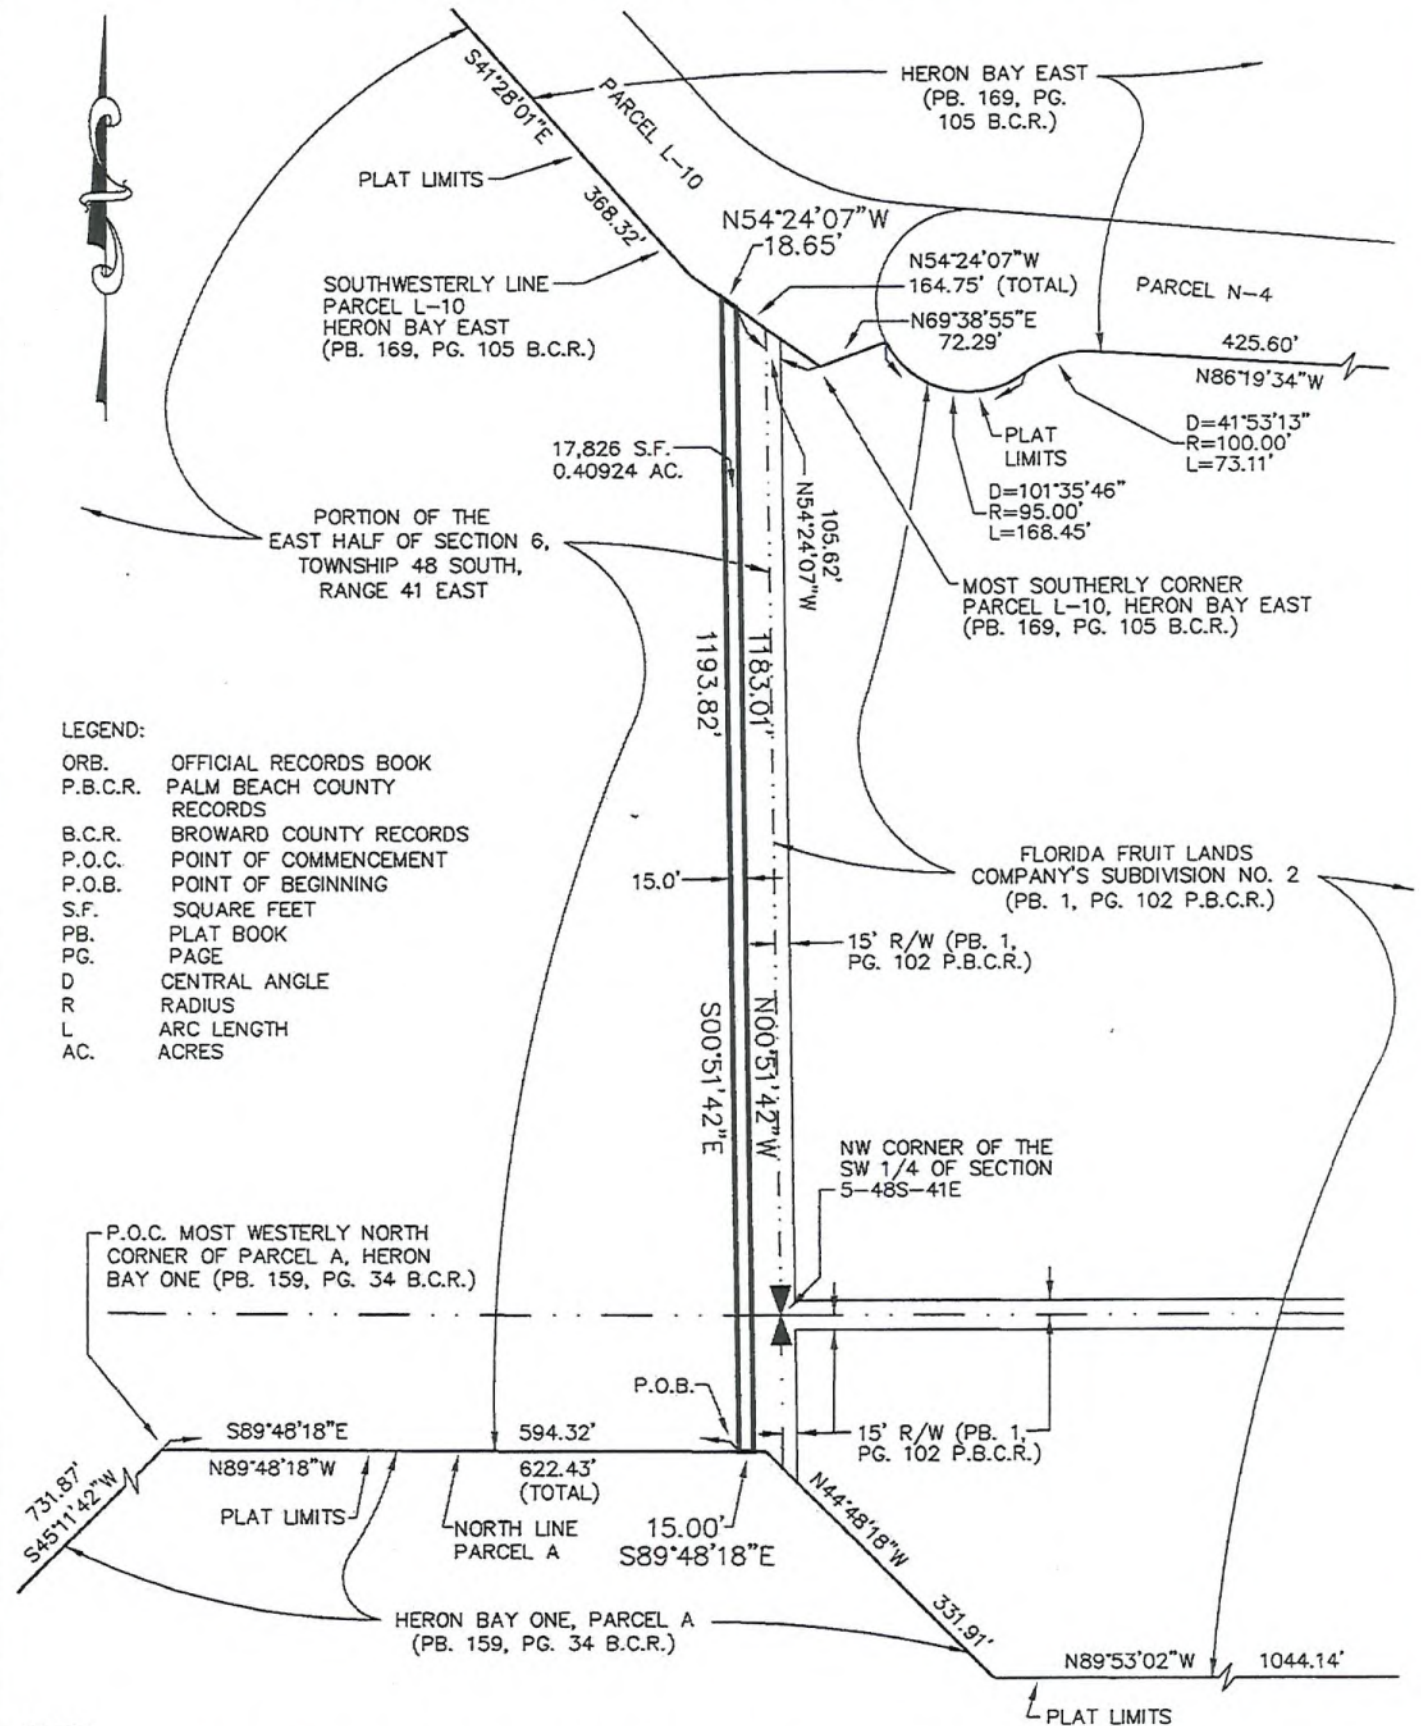 S41°28'01"E
PARCEL L-10
HERON BAY EAST
(PB. 169, PG.
105 B.C.R.)
PLAT LIMITS
368.32'
N54°24'07"W
18.65'
N54°24'07"W
164.75' (TOTAL)
PARCEL N-4
SOUTHWESTERLY LINE
PARCEL L-10
HERON BAY EAST
(PB. 169, PG. 105 B.C.R.)
N69°38'55"E
72.29'
425.60'
N86°19'34"W
D=41°53'13"
R=100.00'
L=73.11'
PLAT
LIMITS
17,826 S.F.
0.40924 AC.
D=101°35'46"
R=95.00'
L=168.45'
105.62'
N54°24'07"W
PORTION OF THE
EAST HALF OF SECTION 6,
TOWNSHIP 48 SOUTH,
RANGE 41 EAST
MOST SOUTHERLY CORNER
PARCEL L-10, HERON BAY EAST
(PB. 169, PG. 105 B.C.R.)
1193.82'
1183.01'
LEGEND:
ORB. OFFICIAL RECORDS BOOK
P.B.C.R. PALM BEACH COUNTY
RECORDS
B.C.R. BROWARD COUNTY RECORDS
P.O.C. POINT OF COMMENCEMENT
P.O.B. POINT OF BEGINNING
S.F. SQUARE FEET
PB. PLAT BOOK
PG. PAGE
D CENTRAL ANGLE
R RADIUS
L ARC LENGTH
AC. ACRES
15.0'
FLORIDA FRUIT LANDS
COMPANY'S SUBDIVISION NO. 2
(PB. 1, PG. 102 P.B.C.R.)
15' R/W (PB. 1,
PG. 102 P.B.C.R.)
S00°51'42"E
N00°51'42"W
NW CORNER OF THE
SW 1/4 OF SECTION
5-48S-41E
P.O.C. MOST WESTERLY NORTH
CORNER OF PARCEL A, HERON
BAY ONE (PB. 159, PG. 34 B.C.R.)
P.O.B.
S89°48'18"E
594.32'
15' R/W (PB. 1,
PG. 102 P.B.C.R.)
N89°48'18"W
622.43'
(TOTAL)
731.87'
S45°11'42"W
PLAT LIMITS
NORTH LINE
PARCEL A
15.00'
S89°48'18"E
N44°48'18"W
331.91'
HERON BAY ONE, PARCEL A
(PB. 159, PG. 34 B.C.R.)
N89°53'02"W
1044.14'
PLAT LIMITS